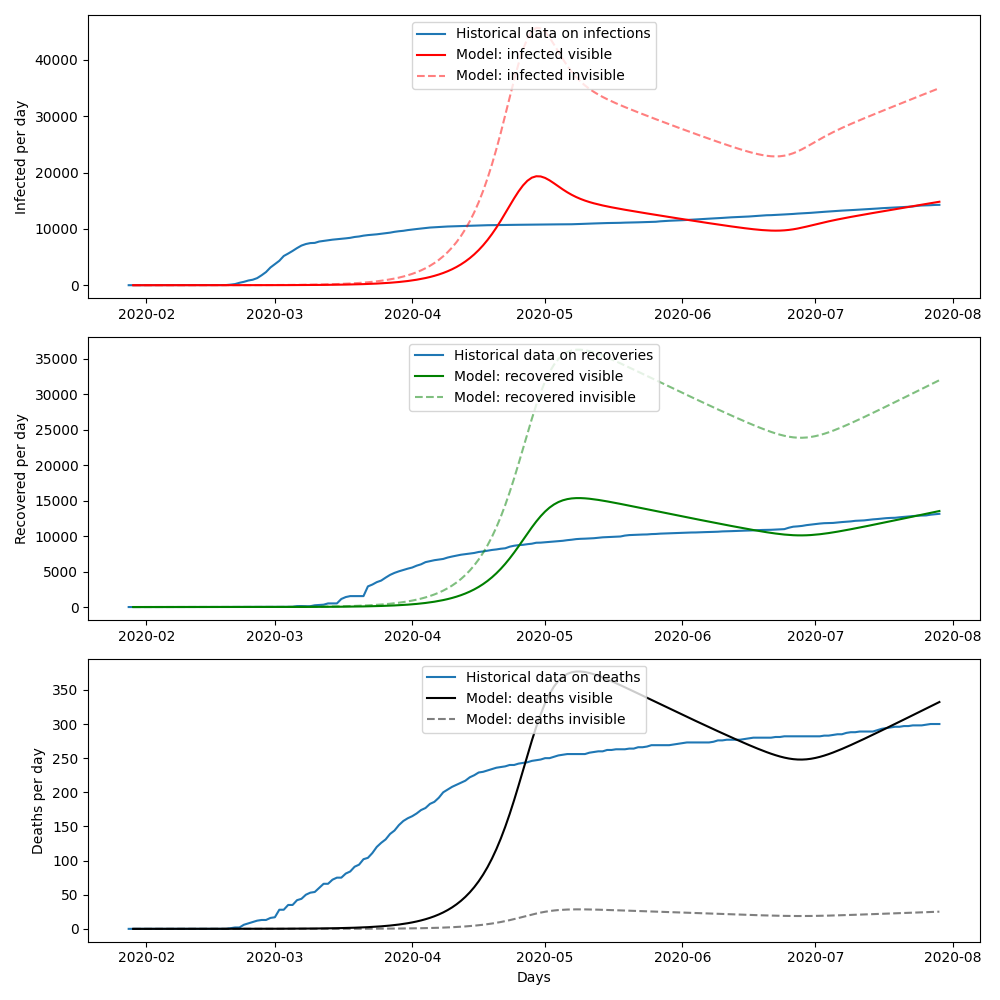 Historical data on infections
Model: infected visible
Model: infected invisible
Infected per day
40000
30000
20000
10000
0
2020-02 2020-03 2020-04 2020-05 2020-06 2020-07 2020-08
Historical data on recoveries
Model: recovered visible
Model: recovered invisible
Recovered per day
35000
30000
25000
20000
15000
10000
5000
0
2020-02 2020-03 2020-04 2020-05 2020-06 2020-07 2020-08
Historical data on deaths
Model: deaths visible
Model: deaths invisible
Deaths per day
350
300
250
200
150
100
50
0
2020-02 2020-03 2020-04 2020-05 2020-06 2020-07 2020-08
Days